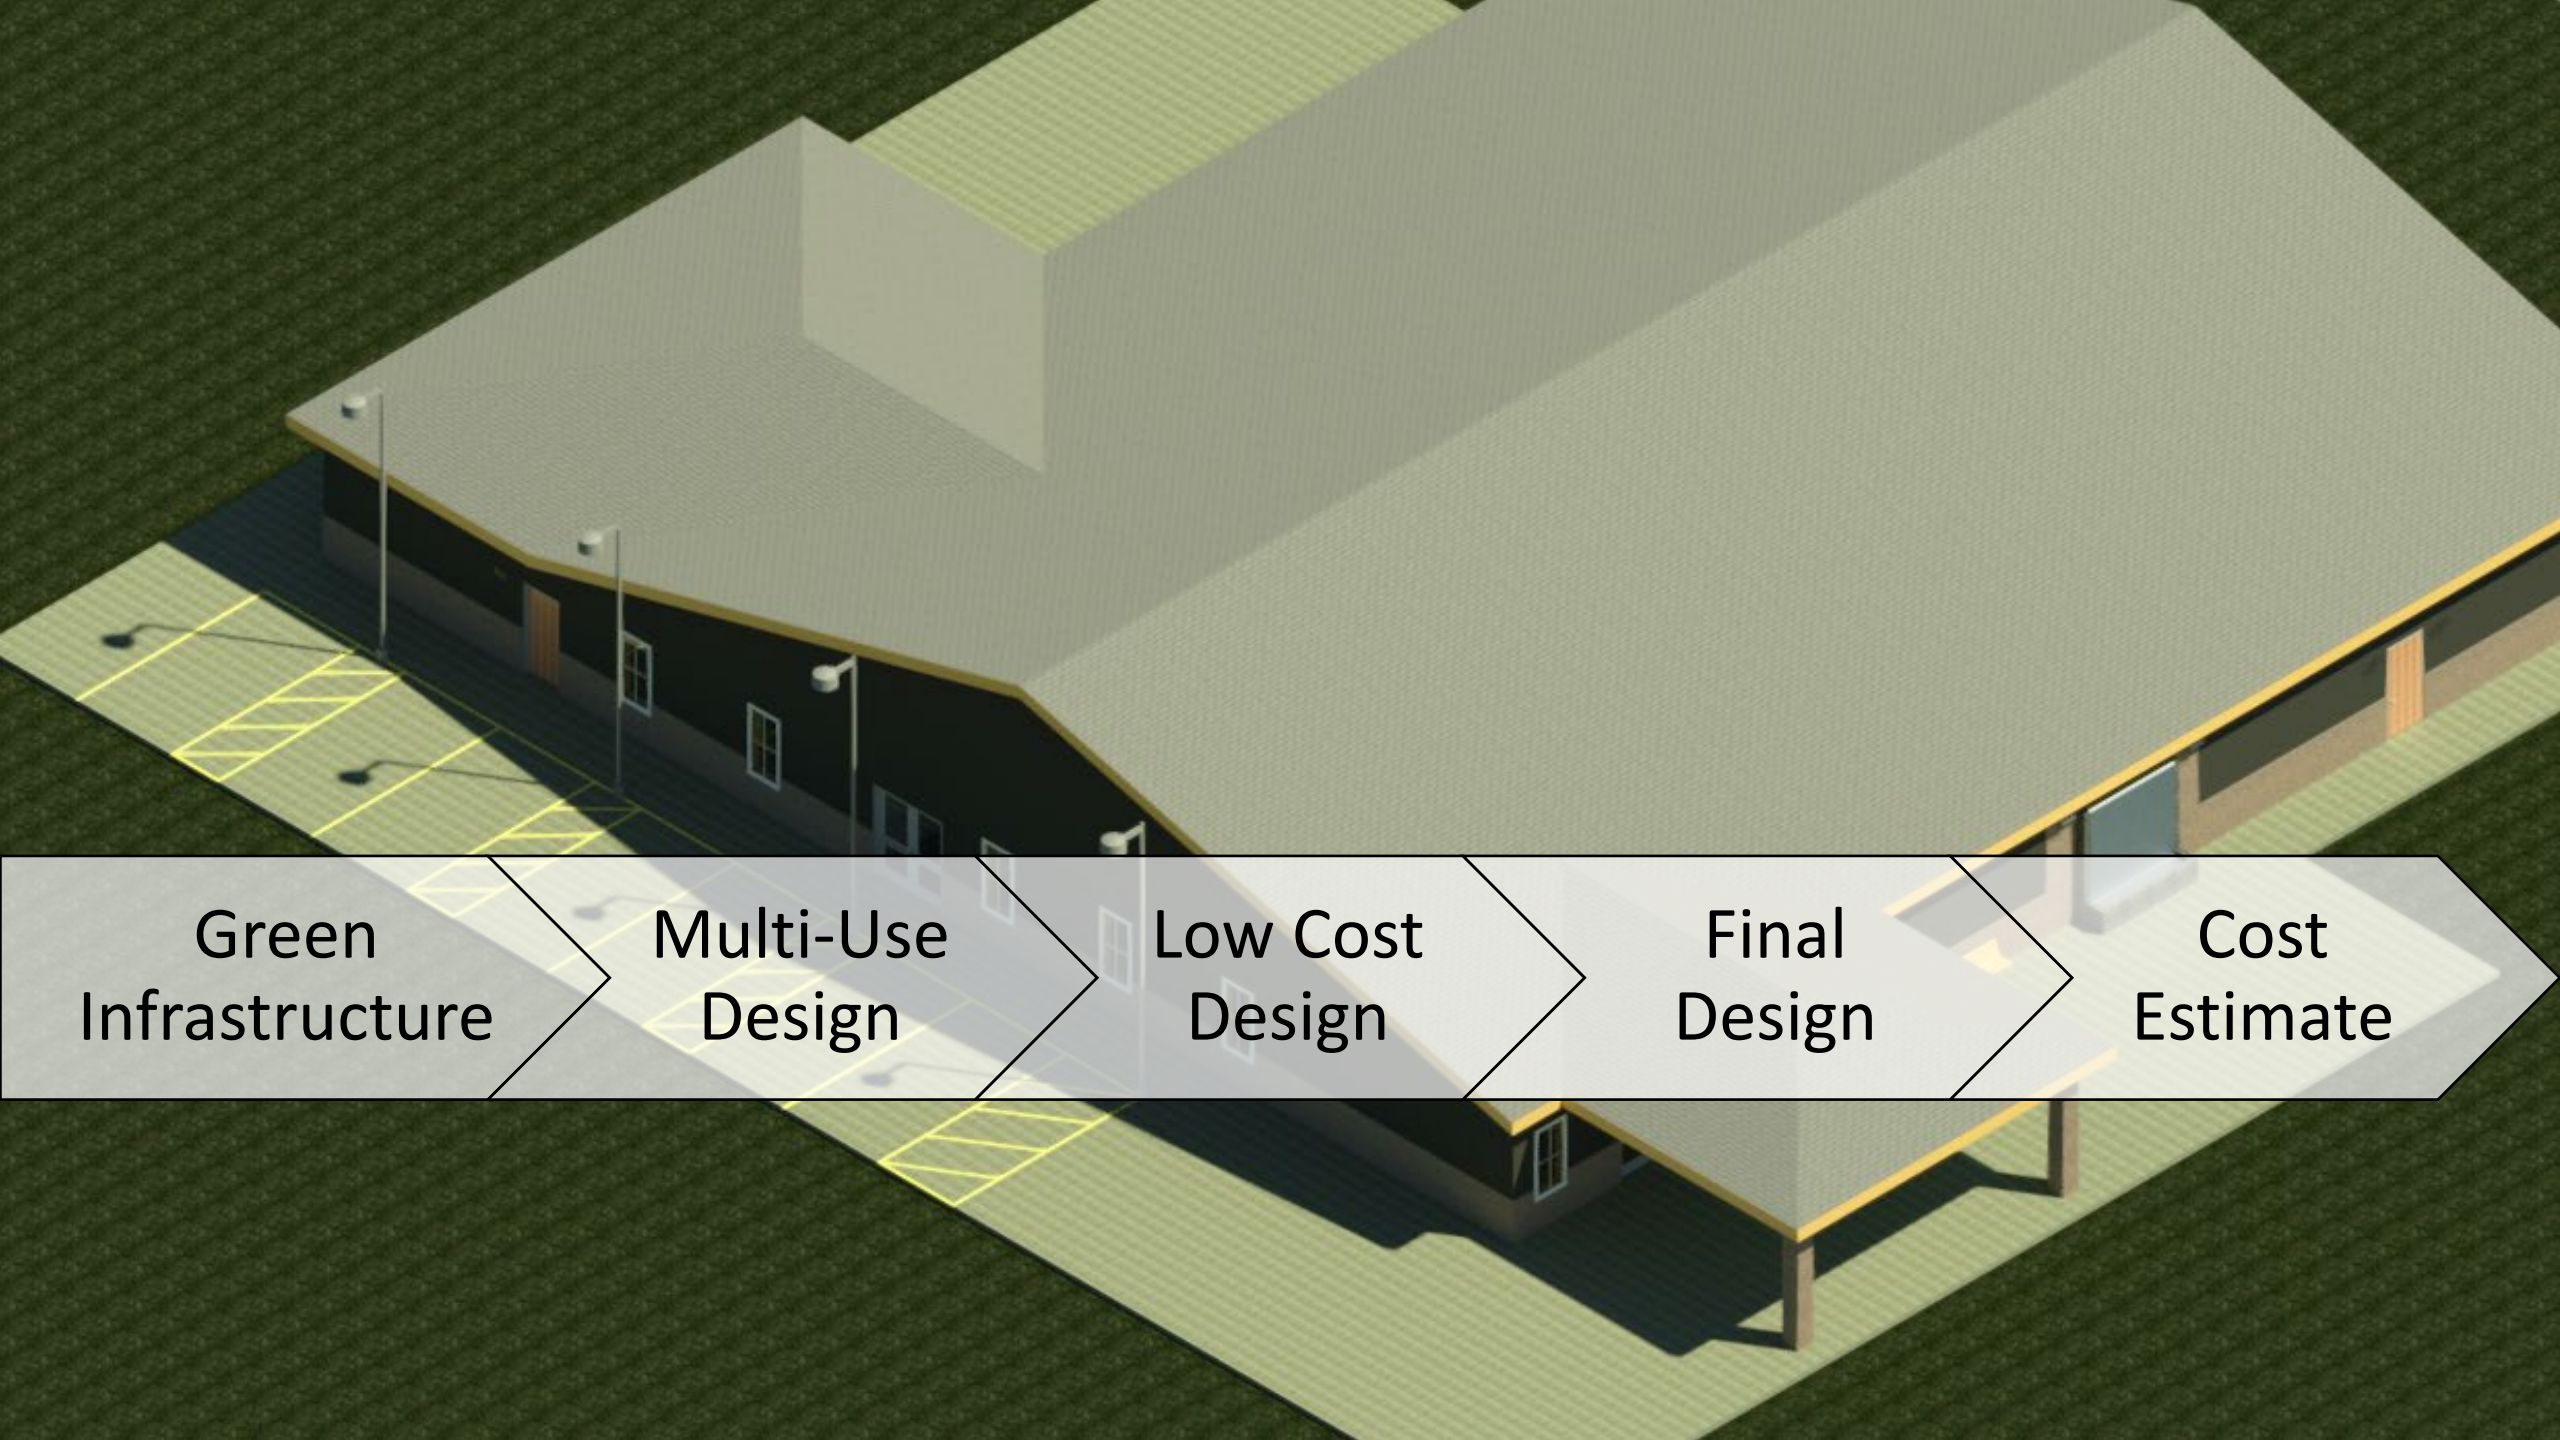 Green
Infrastructure
Multi-Use
Design
Low Cost
Design
Final
Design
Cost
Estimate